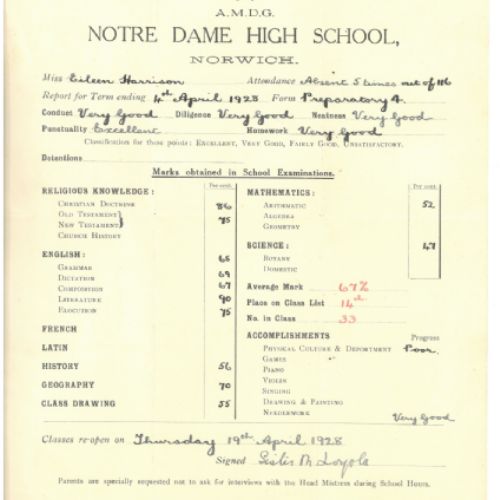 A.M.D.G.
NOTRE DAME HIGH SCHOOL,
NORWICH.
Miss Eileen Harrison Attendance Absent 5 times out of 116
Report for Term ending 4th April 1928 Form Preparatory A.
Conduct Very Good Diligence Very Good Neatness Very Good
Punctuality Excellent Homework Very Good
Classification for these points: Excellent, Very Good, Fairly Good, Unsatisfactory.
Detentions
Marks obtained in School Examinations.
Per cent.
RELIGIOUS KNOWLEDGE:
Christian Doctrine 86
Old Testament}
New Testament} 75
Church History
ENGLISH:
Grammar 65
Dictation 69
Composition 67
Literature 90
Elocution 75
FRENCH
LATIN
HISTORY 56
GEOGRAPHY 70
CLASS DRAWING 55
Per cent.
MATHEMATICS:
Arithmetic 52
Algebra
Geometry
SCIENCE: 47
Botany
Domestic
Average Mark 67%
Place on Class List 14th
No. in Class 33
ACCOMPLISHMENTS Progress
Physical Culture & Deportment Poor
Games
Piano
Violin
Singing
Drawing & Painting
Needlework Very Good
Classes re-open on Thursday 19th April 1928
Signed Sister M Loyola
Parents are specially requested not to ask for interviews with the Head Mistress during School Hours.